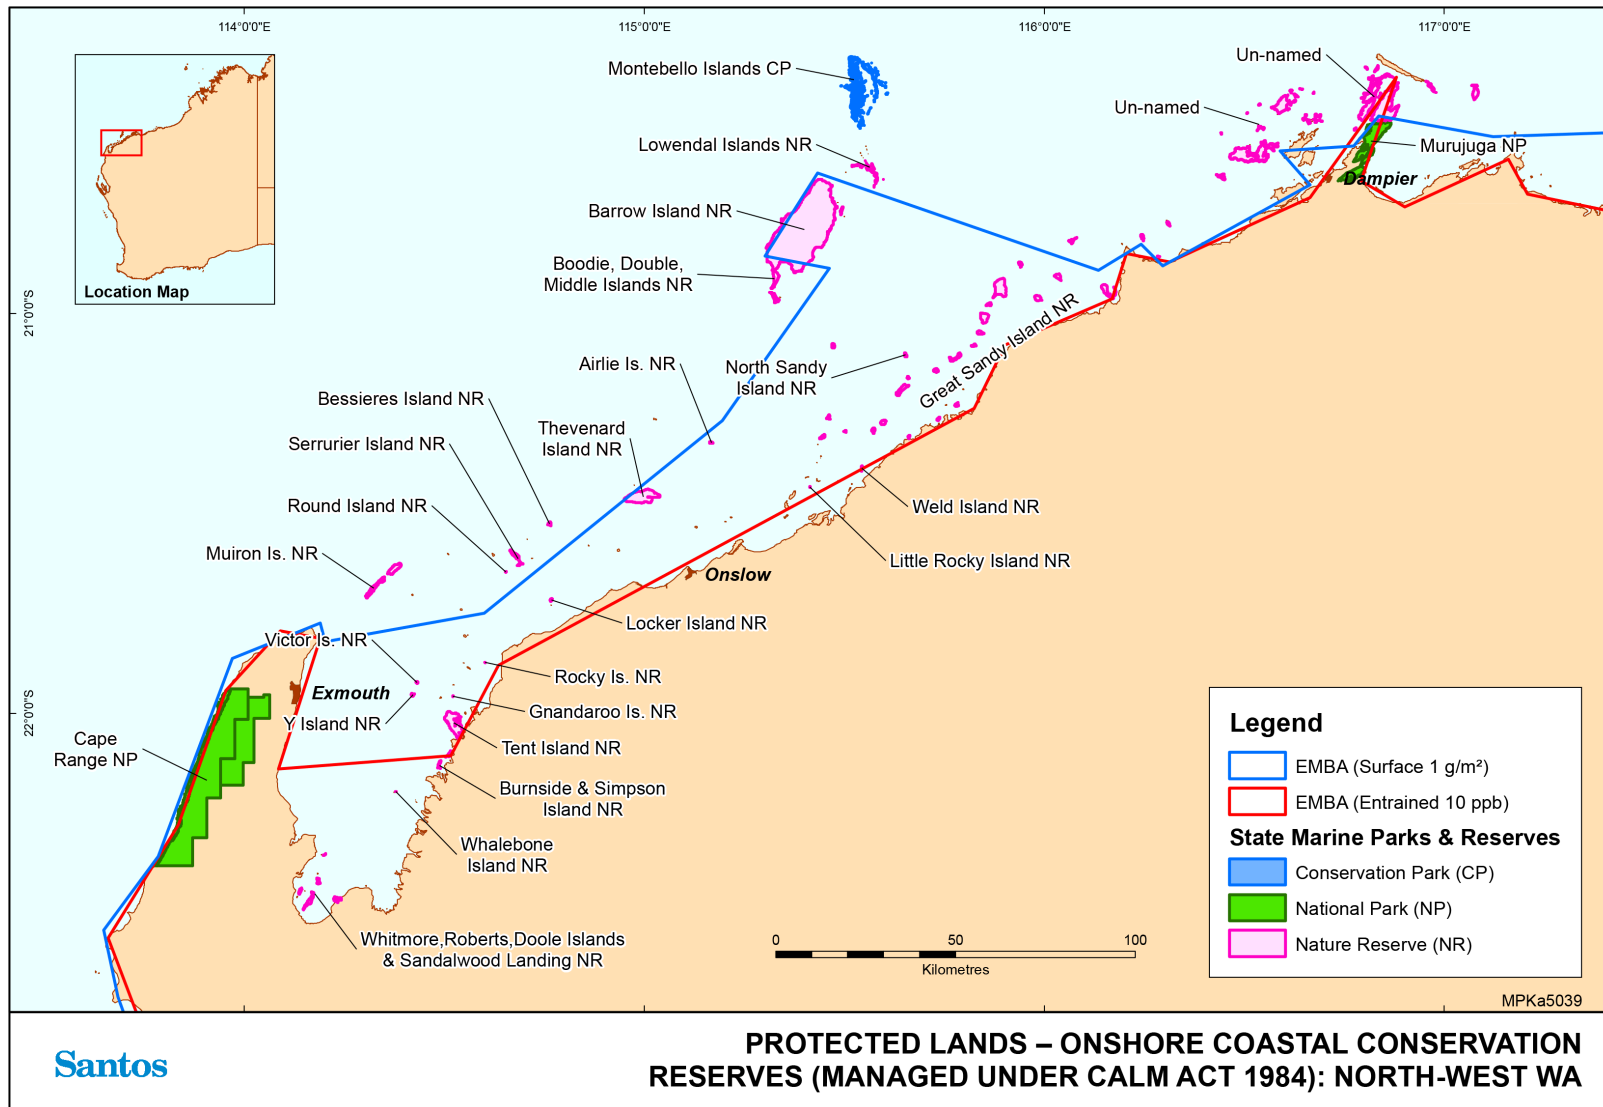 114°0'0"E
115°0'0"E
116°0'0"E
117°0'0"E
21°0'0"S
22°0'0"S
Location Map
Montebello Islands CP
Un-named
Un-named
Lowendal Islands NR
Murujuga NP
Dampier
Barrow Island NR
Boodie, Double,
Middle Islands NR
Great Sandy Island NR
Airlie Is. NR
North Sandy
Island NR
Bessieres Island NR
Thevenard
Island NR
Serrurier Island NR
Round Island NR
Weld Island NR
Muiron Is. NR
Little Rocky Island NR
Onslow
Locker Island NR
Victor Is. NR
Rocky Is. NR
Exmouth
Gnandaroo Is. NR
Y Island NR
Cape
Range NP
Tent Island NR
Burnside & Simpson
Island NR
Whalebone
Island NR
Whitmore,Roberts,Doole Islands
& Sandalwood Landing NR
0
50
100
Kilometres
Legend
EMBA (Surface 1 g/m²)
EMBA (Entrained 10 ppb)
State Marine Parks & Reserves
Conservation Park (CP)
National Park (NP)
Nature Reserve (NR)
MPKa5039
Santos
PROTECTED LANDS – ONSHORE COASTAL CONSERVATION
RESERVES (MANAGED UNDER CALM ACT 1984): NORTH-WEST WA